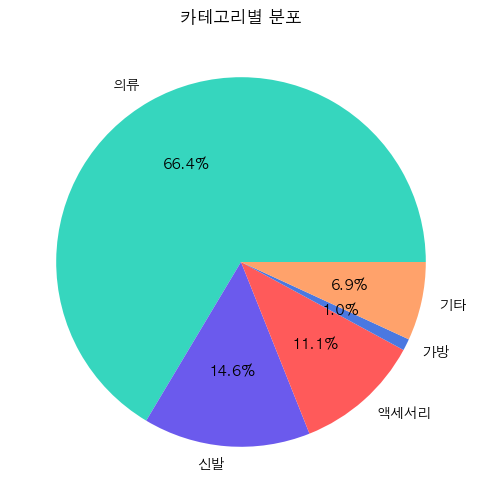 카테고리별 분포
의류
66.4%
6.9%
기타
1.0%
11.1%
가방
14.6%
액세서리
신발